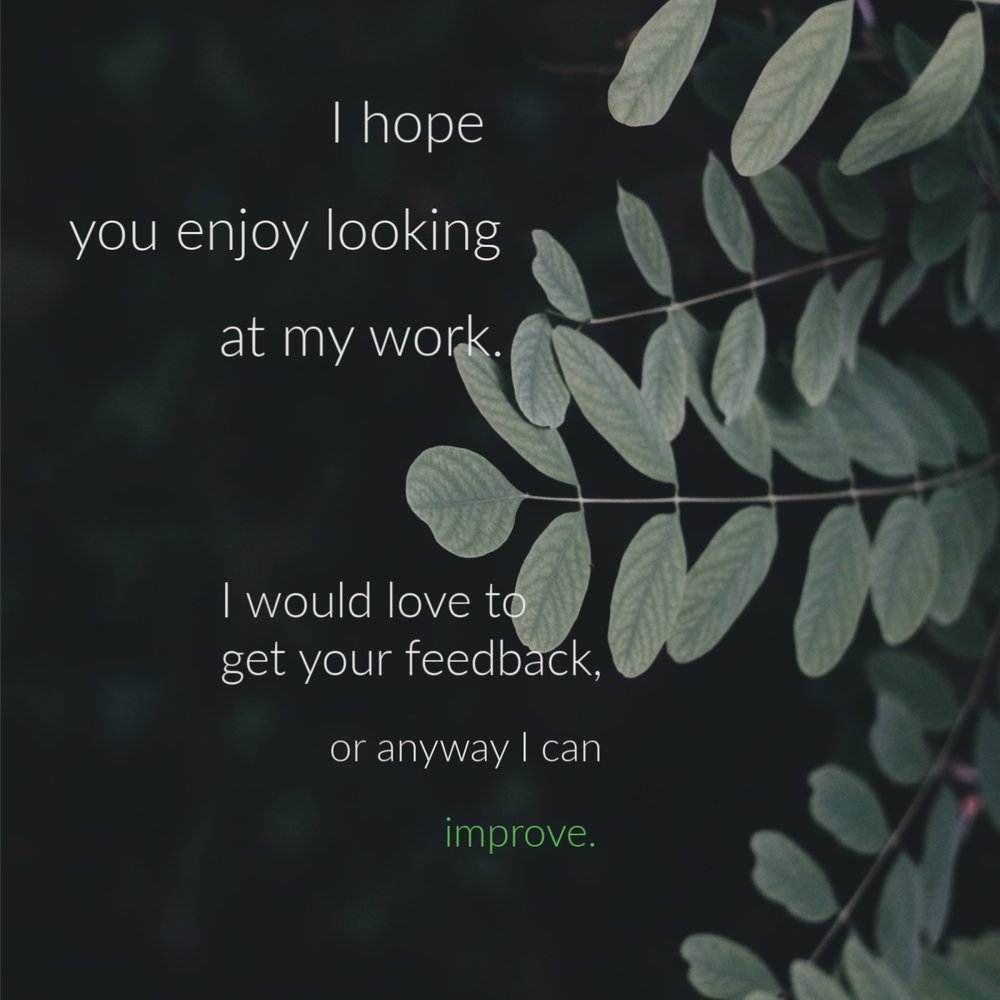 I hope
you enjoy looking
at my work.
I would love to
get your feedback,
or anyway I can
improve.